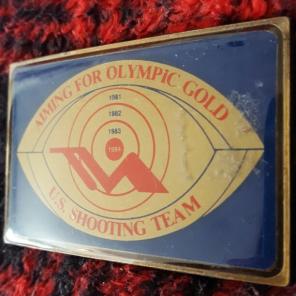 AIMING FOR OLYMPIC GOLD
1981
1982
1983
1984
U.S. SHOOTING TEAM